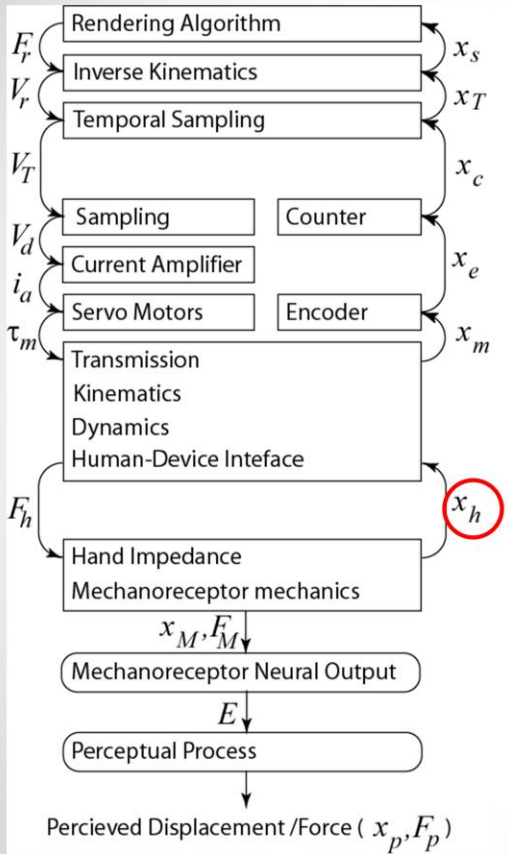 Rendering Algorithm
F_r
x_s
Inverse Kinematics
V_r
x_T
Temporal Sampling
V_T
x_c
Sampling
Counter
V_d
Current Amplifier
x_e
i_a
Servo Motors
Encoder
τ_m
x_m
Transmission
Kinematics
Dynamics
Human-Device Inteface
F_h
x_h
Hand Impedance
Mechanoreceptor mechanics
x_M, F_M
Mechanoreceptor Neural Output
E
Perceptual Process
Percieved Displacement /Force ( x_p, F_p )